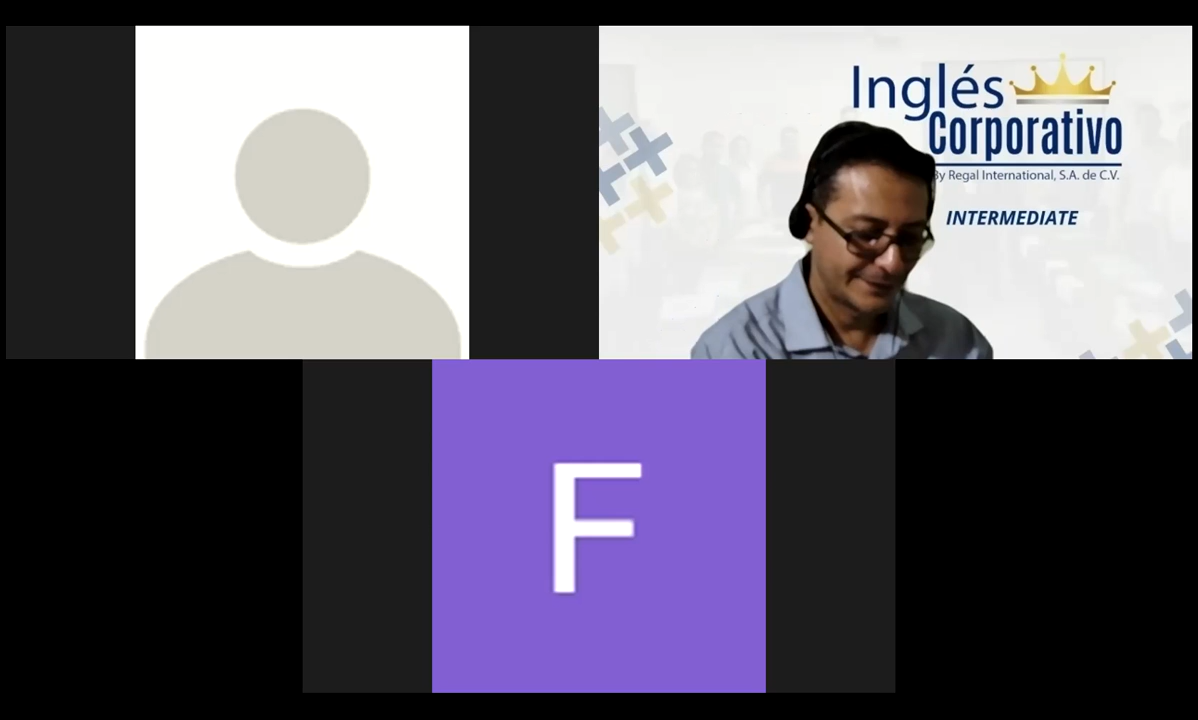 Inglés
Corporativo
By Regal International, S.A. de C.V.
INTERMEDIATE
F